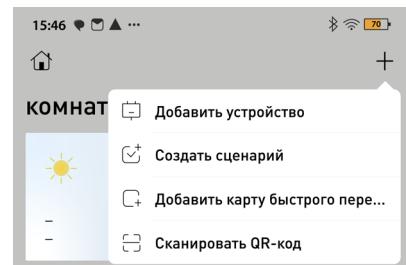 15:46
70
+
комнат
Добавить устройство
Создать сценарий
Добавить карту быстрого пере...
Сканировать QR-код